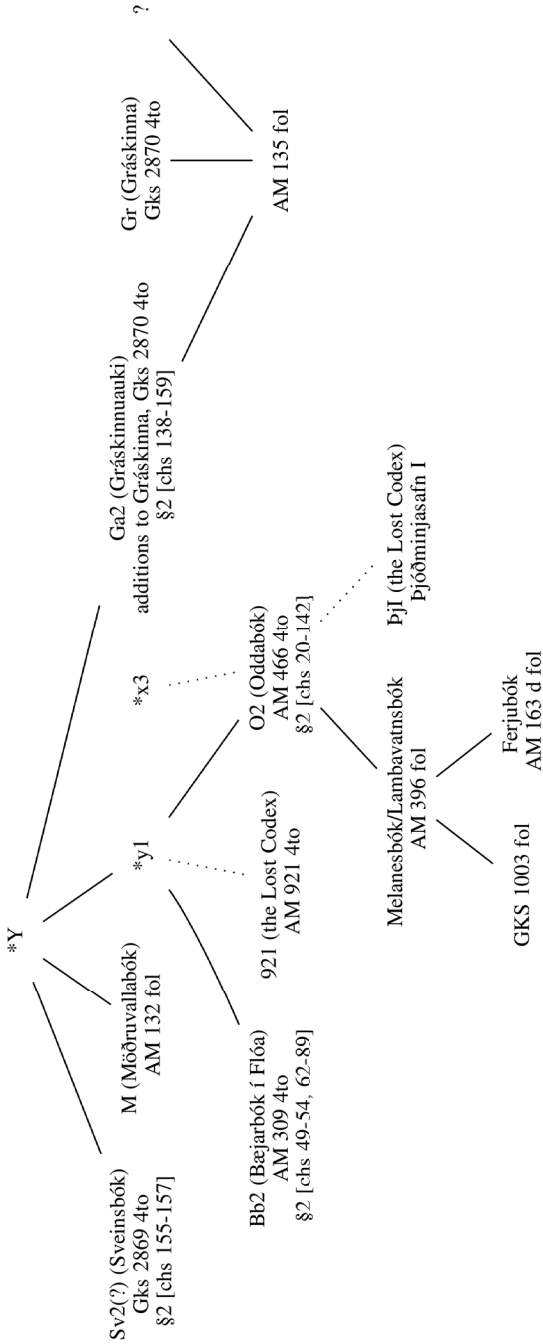 *Y
Sv2(?) (Sveinsbók)
Gks 2869 4to
§2 [chs 155-157]
M (Möðruvallabók)
AM 132 fol
*y1
*x3
Ga2 (Gráskinnuauki)
additions to Gráskinna, Gks 2870 4to
§2 [chs 138-159]
Gr (Gráskinna)
Gks 2870 4to
?
Bb2 (Bæjarbók í Flóa)
AM 309 4to
§2 [chs 49-54, 62-89]
921 (the Lost Codex)
AM 921 4to
O2 (Oddabók)
AM 466 4to
§2 [chs 20-142]
AM 135 fol
Melanesbók/Lambavatnsbók
AM 396 fol
ÞjI (the Lost Codex)
Þjóðminjasafn I
GKS 1003 fol
Ferjubók
AM 163 d fol